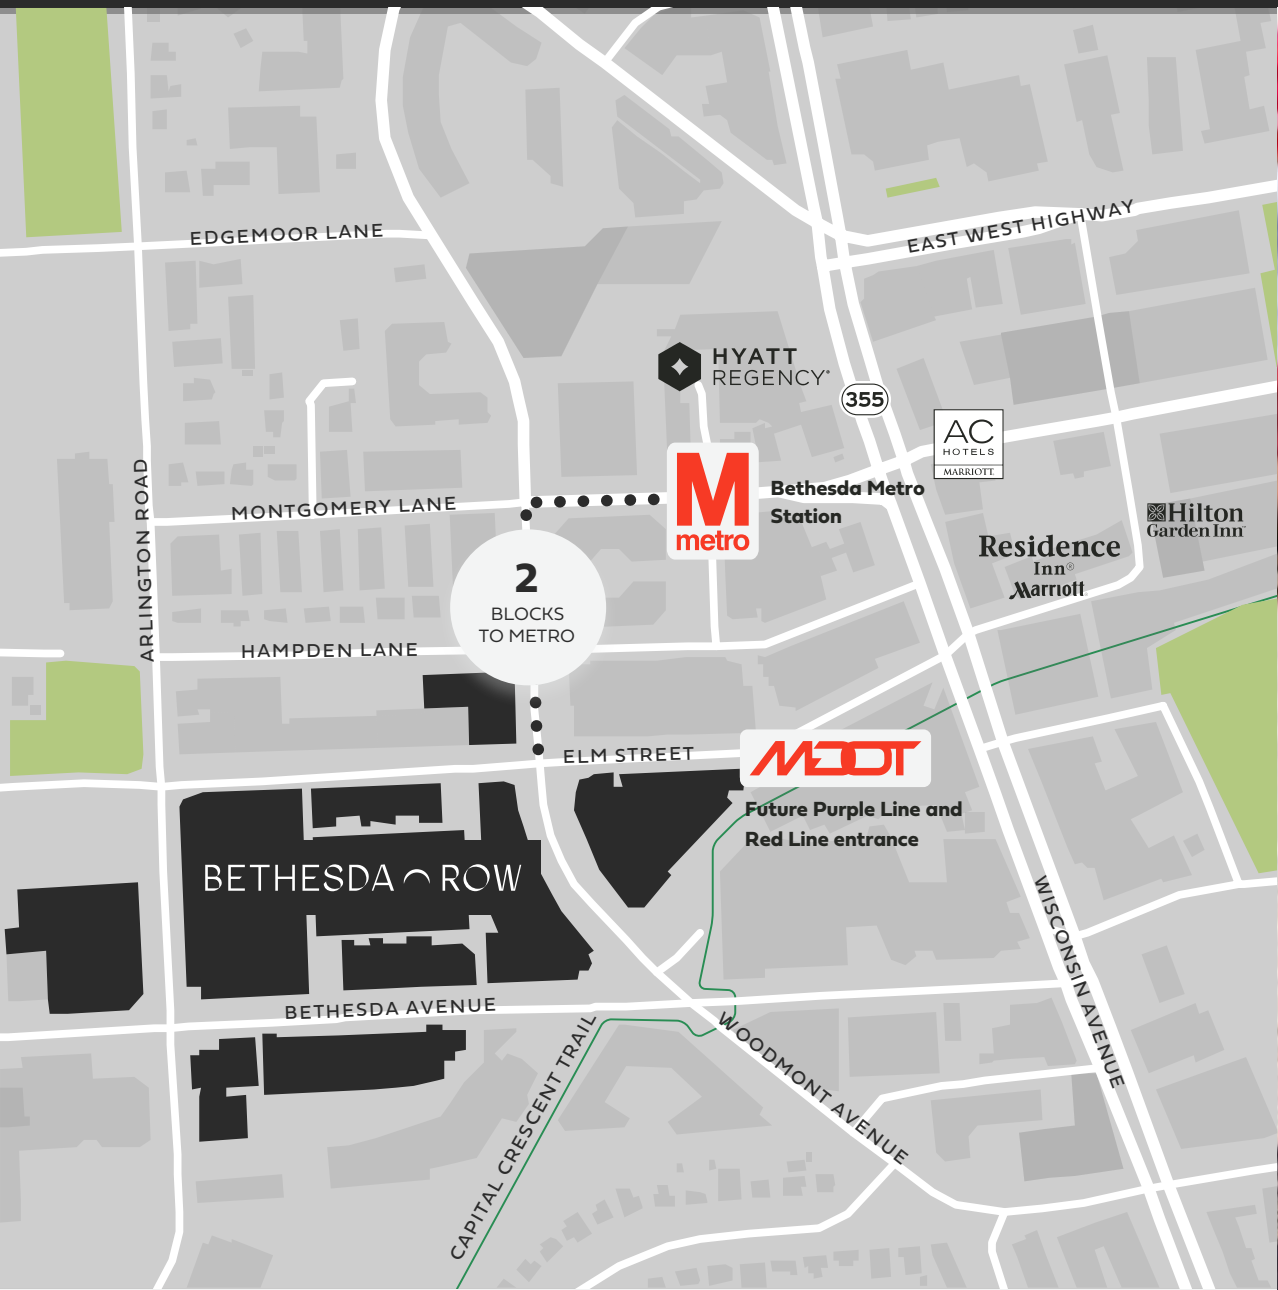 EDGEMOOR LANE
EAST WEST HIGHWAY
HYATT
REGENCY®
355
AC
HOTELS
MARRIOTT
ARLINGTON ROAD
MONTGOMERY LANE
M
metro
Bethesda Metro
Station
Hilton
Garden Inn
Residence
Inn®
Marriott
2
BLOCKS
TO METRO
HAMPDEN LANE
ELM STREET
MDOT
Future Purple Line and
Red Line entrance
BETHESDA ROW
WISCONSIN AVENUE
BETHESDA AVENUE
CAPITAL CRESCENT TRAIL
WOODMONT AVENUE